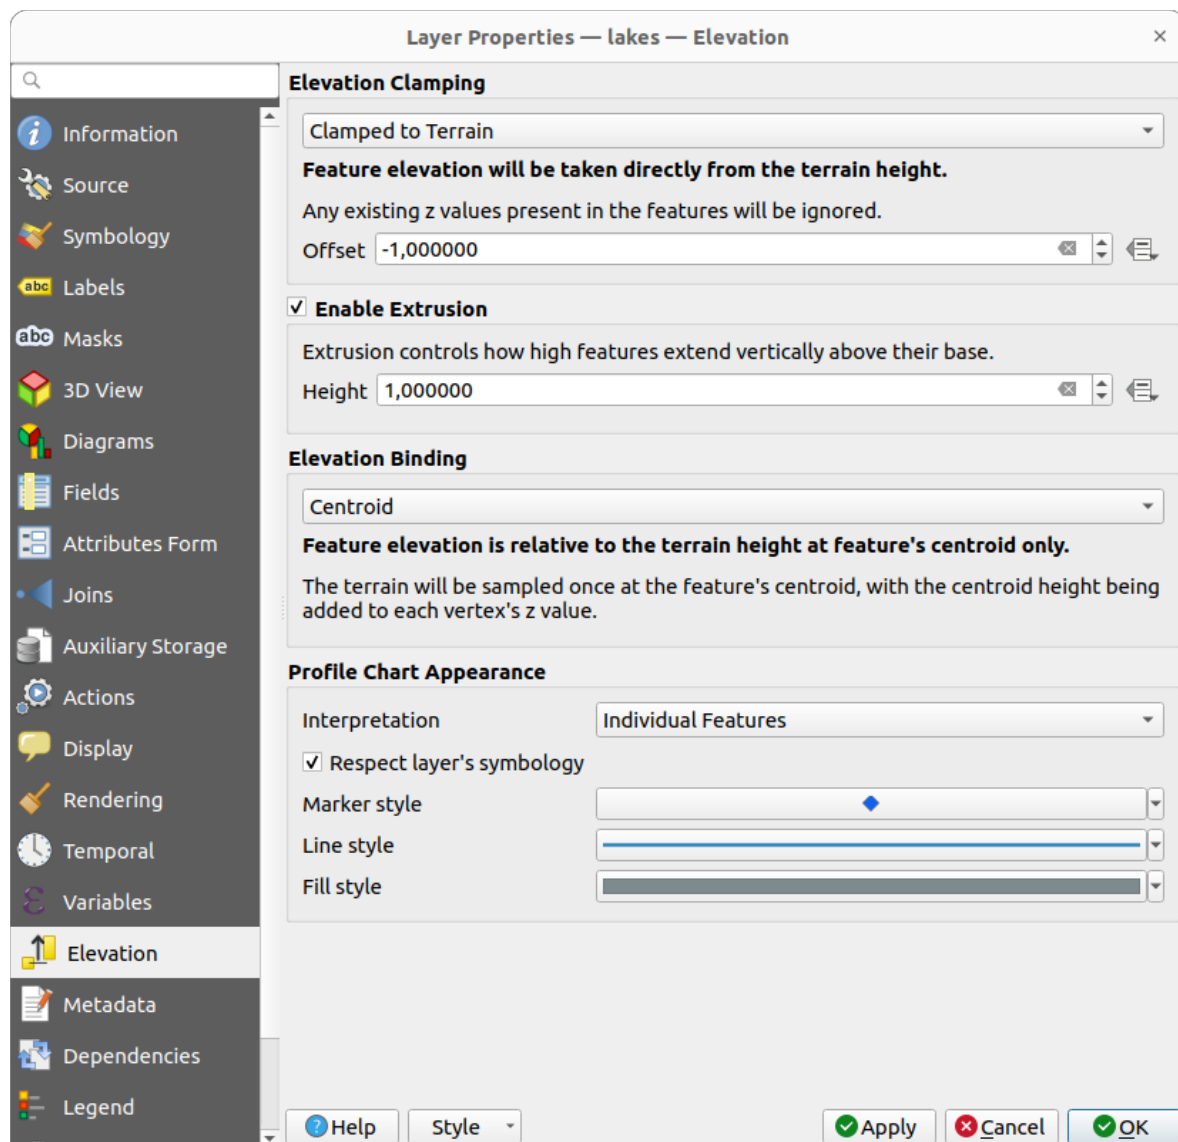 Layer Properties — lakes — Elevation
Information
Source
Symbology
abc Labels
abc Masks
3D View
Diagrams
Fields
Attributes Form
Joins
Auxiliary Storage
Actions
Display
Rendering
Temporal
Variables
Elevation
Metadata
Dependencies
Legend
Elevation Clamping
Clamped to Terrain
Feature elevation will be taken directly from the terrain height.
Any existing z values present in the features will be ignored.
Offset -1,000000
Enable Extrusion
Extrusion controls how high features extend vertically above their base.
Height 1,000000
Elevation Binding
Centroid
Feature elevation is relative to the terrain height at feature's centroid only.
The terrain will be sampled once at the feature's centroid, with the centroid height being
added to each vertex's z value.
Profile Chart Appearance
Interpretation Individual Features
Respect layer's symbology
Marker style
Line style
Fill style
Help Style Apply Cancel OK